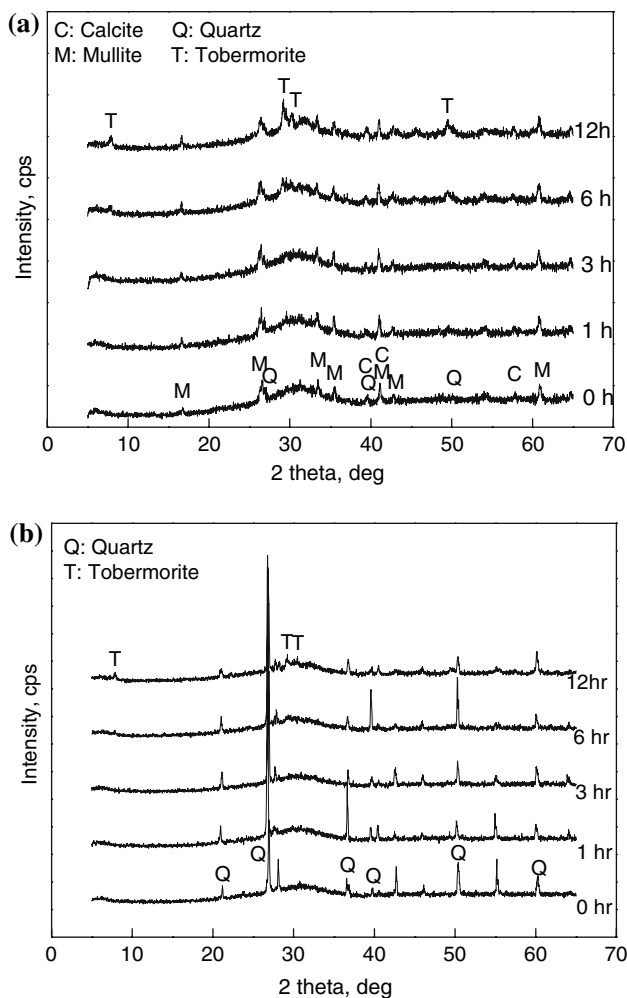 (a) C: Calcite Q: Quartz
M: Mullite T: Tobermorite
T
T
T
T
12h
6 h
3 h
1 h
0 h
M
M
Q
M
M
C
Q
C
M
M
Q
C
M
0 10 20 30 40 50 60 70
2 theta, deg
Intensity, cps
(b)
Q: Quartz
T: Tobermorite
T
TT
12hr
6 hr
3 hr
1 hr
0 hr
Q
Q
Q
Q
Q
Q
0 10 20 30 40 50 60 70
2 theta, deg
Intensity, cps